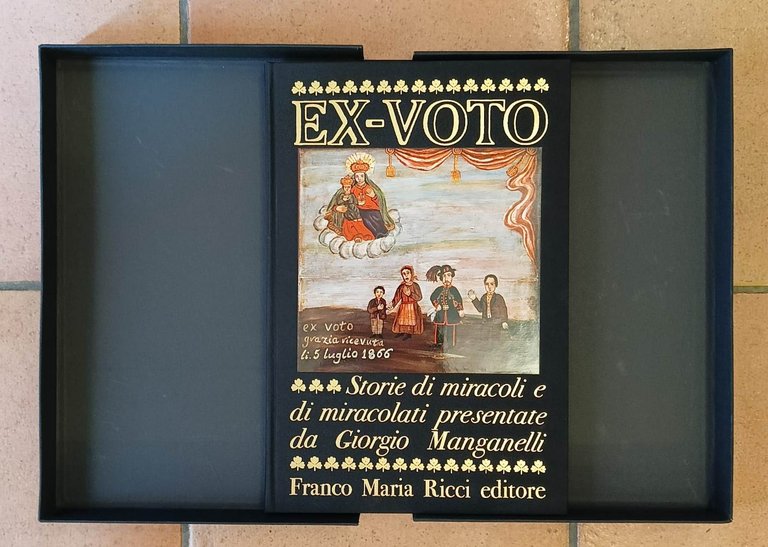 EX-VOTO
ex voto
grazia ricevuta
li. 5 luglio 1866
Storie di miracoli e
di miracolati presentate
da Giorgio Manganelli
Franco Maria Ricci editore